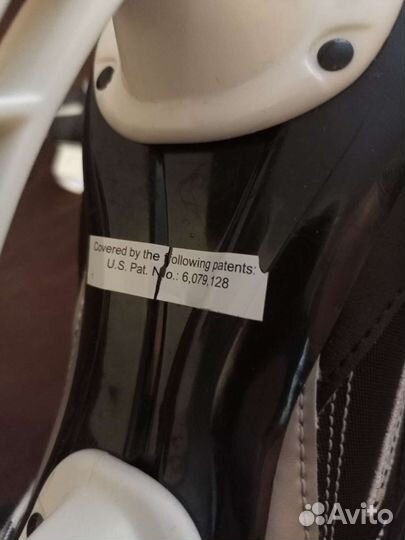 Covered by the following patents:
U.S. Pat. No.: 6,079,128
Avito